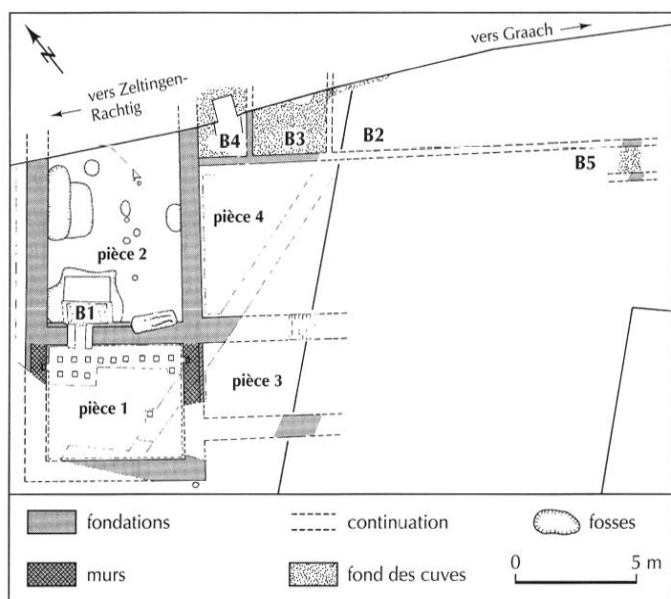 vers Graach
N
vers Zeltingen-
Rachtig
B4
B3
B2
B5
pièce 4
pièce 2
B1
pièce 3
pièce 1
fondations
continuation
fosses
murs
fond des cuves
0
5 m